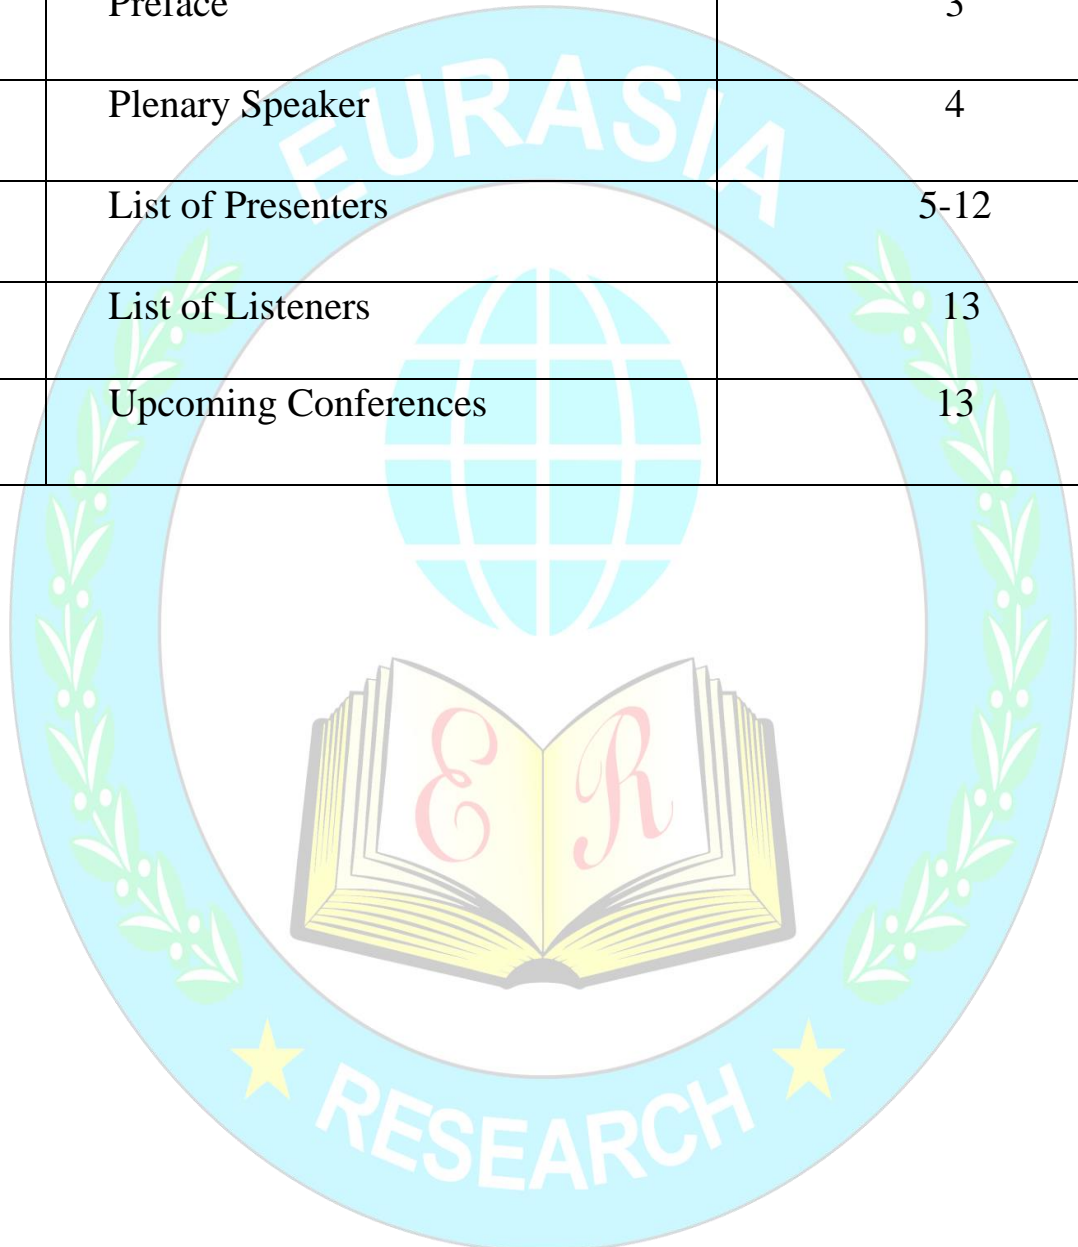 Preface 3
Plenary Speaker 4
List of Presenters 5-12
List of Listeners 13
Upcoming Conferences 13
EURASIA
E R
RESEARCH